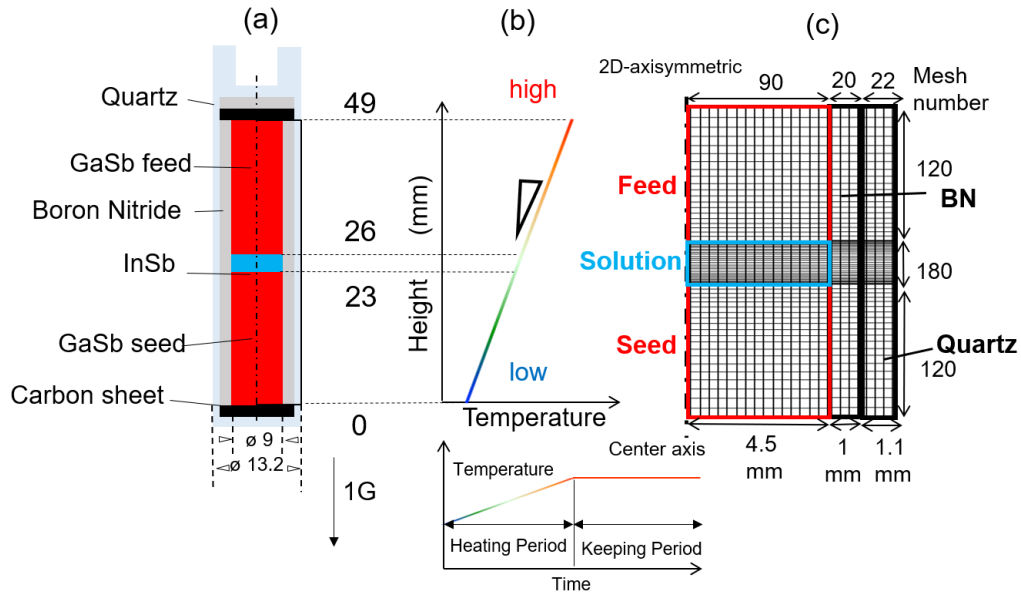 (a)
Quartz
GaSb feed
Boron Nitride
InSb
GaSb seed
Carbon sheet
ø 9
ø 13.2
1G
49
26
23
0
(b)
high
low
Height (mm)
Temperature
Temperature
Heating Period
Keeping Period
Time
(c)
2D-axisymmetric
90
20
22
Mesh
number
Feed
120
BN
Solution
180
Seed
Quartz
120
Center axis
4.5
mm
1
mm
1.1
mm